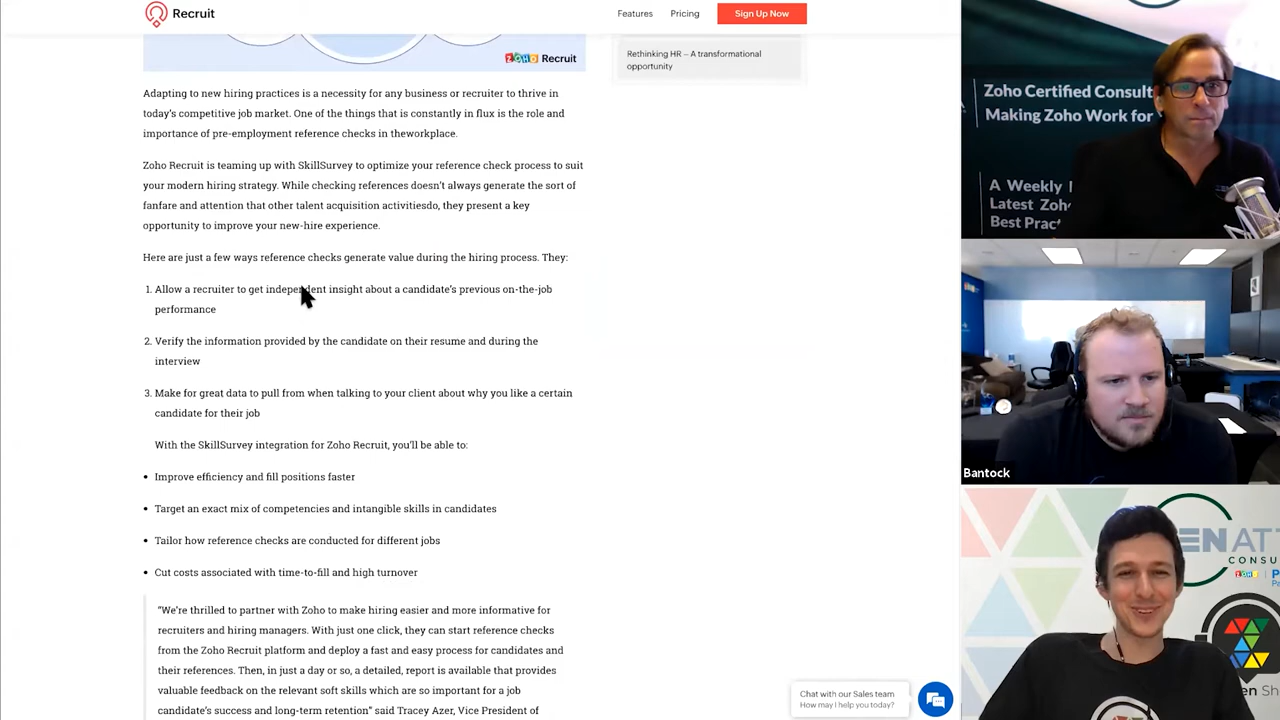 Recruit
Features
Pricing
Sign Up Now
ZOHO Recruit
Rethinking HR – A transformational
opportunity
Adapting to new hiring practices is a necessity for any business or recruiter to thrive in
today's competitive job market. One of the things that is constantly in flux is the role and
importance of pre-employment reference checks in theworkplace.
Zoho Recruit is teaming up with SkillSurvey to optimize your reference check process to suit
your modern hiring strategy. While checking references doesn't always generate the sort of
fanfare and attention that other talent acquisition activitiesdo, they present a key
opportunity to improve your new-hire experience.
Here are just a few ways reference checks generate value during the hiring process. They:
1. Allow a recruiter to get independent insight about a candidate's previous on-the-job
performance
2. Verify the information provided by the candidate on their resume and during the
interview
3. Make for great data to pull from when talking to your client about why you like a certain
candidate for their job
With the SkillSurvey integration for Zoho Recruit, you'll be able to:
• Improve efficiency and fill positions faster
• Target an exact mix of competencies and intangible skills in candidates
• Tailor how reference checks are conducted for different jobs
• Cut costs associated with time-to-fill and high turnover
"We're thrilled to partner with Zoho to make hiring easier and more informative for
recruiters and hiring managers. With just one click, they can start reference checks
from the Zoho Recruit platform and deploy a fast and easy process for candidates and
their references. Then, in just a day or so, a detailed, report is available that provides
valuable feedback on the relevant soft skills which are so important for a job
candidate's success and long-term retention" said Tracey Azer, Vice President of
Chat with our Sales team
How may I help you today?
Zoho Certified Consult
Making Zoho Work for
A Weekly
Latest Zoho
Best Prac
Bantock
EN ATT
CONSU
ZOHO
en Sh